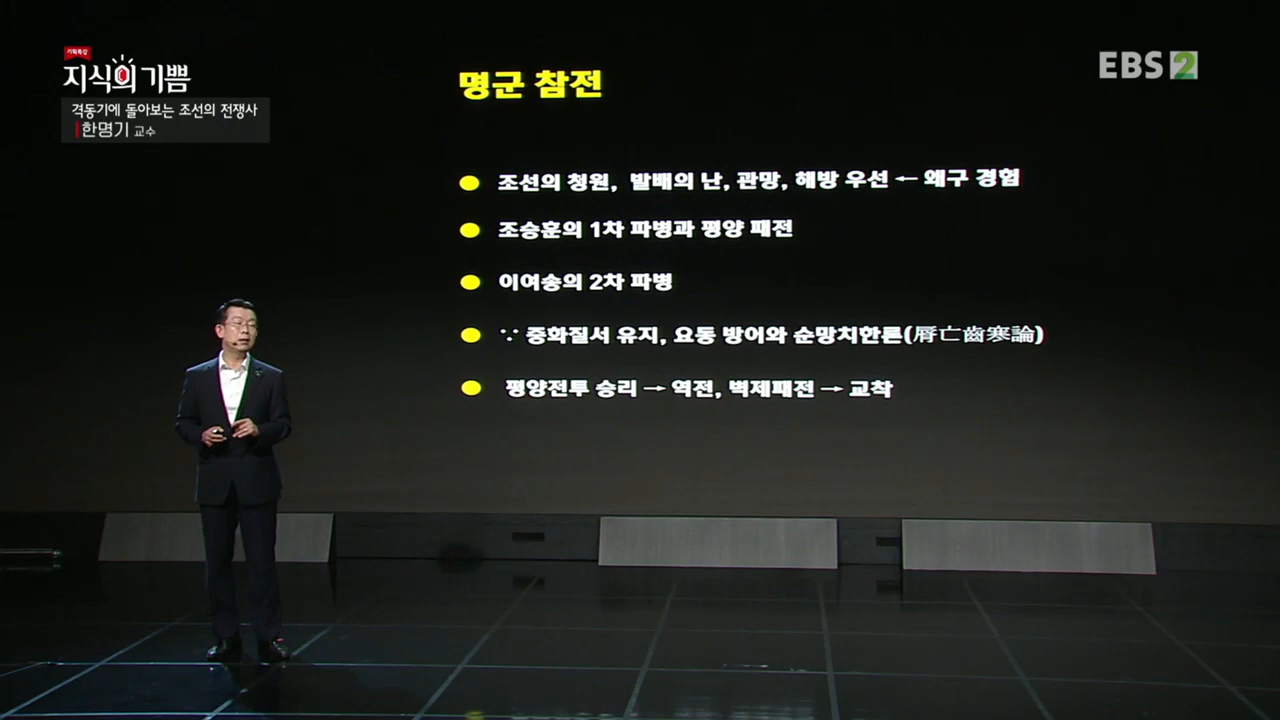 기획특강
지식의 기쁨
격동기에 돌아보는 조선의 전쟁사
한명기 교수
EBS 2
명군 참전
조선의 청원, 발배의 난, 관망, 해방 우선 ← 왜구 경험
조승훈의 1차 파병과 평양 패전
이여송의 2차 파병
∵ 중화질서 유지, 요동 방어와 순망치한론(脣亡齒寒論)
평양전투 승리 → 역전, 벽제패전 → 교착